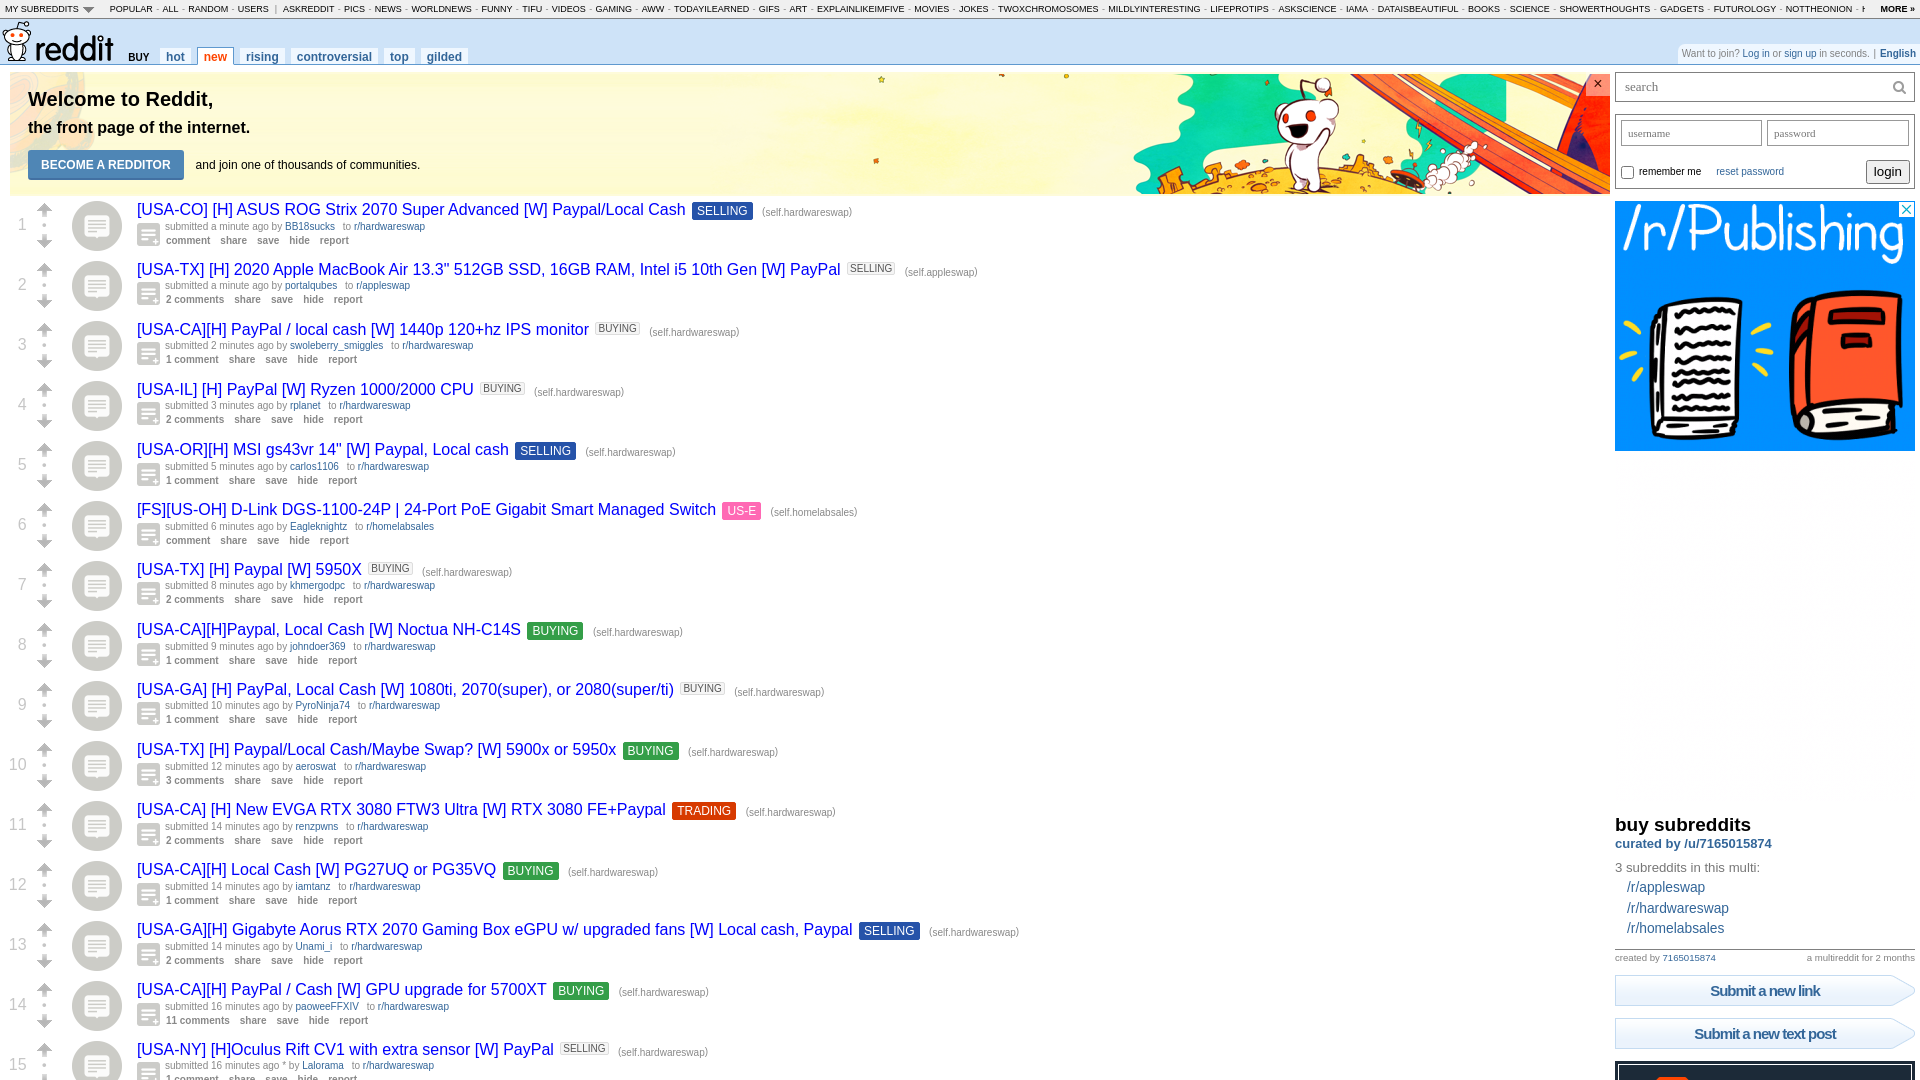 MY SUBREDDITS POPULAR - ALL - RANDOM - USERS | ASKREDDIT - PICS - NEWS - WORLDNEWS - FUNNY - TIFU - VIDEOS - GAMING - AWW - TODAYILEARNED - GIFS - ART - EXPLAINLIKEIMFIVE - MOVIES - JOKES - TWOXCHROMOSOMES - MILDLYINTERESTING - LIFEPROTIPS - ASKSCIENCE - IAMA - DATAISBEAUTIFUL - BOOKS - SCIENCE - SHOWERTHOUGHTS - GADGETS - FUTUROLOGY - NOTTHEONION - MORE »
reddit BUY hot new rising controversial top gilded
Want to join? Log in or sign up in seconds. | English
Welcome to Reddit,
the front page of the internet.
BECOME A REDDITOR and join one of thousands of communities.
×
search
username password
remember me reset password login
/r/Publishing
1
[USA-CO] [H] ASUS ROG Strix 2070 Super Advanced [W] Paypal/Local Cash SELLING (self.hardwareswap)
submitted a minute ago by BB18sucks to r/hardwareswap
comment share save hide report
2
[USA-TX] [H] 2020 Apple MacBook Air 13.3" 512GB SSD, 16GB RAM, Intel i5 10th Gen [W] PayPal SELLING (self.appleswap)
submitted a minute ago by portalqubes to r/appleswap
2 comments share save hide report
3
[USA-CA][H] PayPal / local cash [W] 1440p 120+hz IPS monitor BUYING (self.hardwareswap)
submitted 2 minutes ago by swoleberry_smiggles to r/hardwareswap
1 comment share save hide report
4
[USA-IL] [H] PayPal [W] Ryzen 1000/2000 CPU BUYING (self.hardwareswap)
submitted 3 minutes ago by rplanet to r/hardwareswap
2 comments share save hide report
5
[USA-OR][H] MSI gs43vr 14" [W] Paypal, Local cash SELLING (self.hardwareswap)
submitted 5 minutes ago by carlos1106 to r/hardwareswap
1 comment share save hide report
6
[FS][US-OH] D-Link DGS-1100-24P | 24-Port PoE Gigabit Smart Managed Switch US-E (self.homelabsales)
submitted 6 minutes ago by Eagleknightz to r/homelabsales
comment share save hide report
7
[USA-TX] [H] Paypal [W] 5950X BUYING (self.hardwareswap)
submitted 8 minutes ago by khmergodpc to r/hardwareswap
2 comments share save hide report
8
[USA-CA][H]Paypal, Local Cash [W] Noctua NH-C14S BUYING (self.hardwareswap)
submitted 9 minutes ago by johndoer369 to r/hardwareswap
1 comment share save hide report
9
[USA-GA] [H] PayPal, Local Cash [W] 1080ti, 2070(super), or 2080(super/ti) BUYING (self.hardwareswap)
submitted 10 minutes ago by PyroNinja74 to r/hardwareswap
1 comment share save hide report
10
[USA-TX] [H] Paypal/Local Cash/Maybe Swap? [W] 5900x or 5950x BUYING (self.hardwareswap)
submitted 12 minutes ago by aeroswat to r/hardwareswap
3 comments share save hide report
11
[USA-CA] [H] New EVGA RTX 3080 FTW3 Ultra [W] RTX 3080 FE+Paypal TRADING (self.hardwareswap)
submitted 14 minutes ago by renzpwns to r/hardwareswap
2 comments share save hide report
12
[USA-CA][H] Local Cash [W] PG27UQ or PG35VQ BUYING (self.hardwareswap)
submitted 14 minutes ago by iamtanz to r/hardwareswap
1 comment share save hide report
13
[USA-GA][H] Gigabyte Aorus RTX 2070 Gaming Box eGPU w/ upgraded fans [W] Local cash, Paypal SELLING (self.hardwareswap)
submitted 14 minutes ago by Unami_i to r/hardwareswap
2 comments share save hide report
14
[USA-CA][H] PayPal / Cash [W] GPU upgrade for 5700XT BUYING (self.hardwareswap)
submitted 16 minutes ago by paoweeFFXIV to r/hardwareswap
11 comments share save hide report
15
[USA-NY] [H]Oculus Rift CV1 with extra sensor [W] PayPal SELLING (self.hardwareswap)
submitted 16 minutes ago * by Lalorama to r/hardwareswap
1 comment share save hide report
buy subreddits
curated by /u/7165015874
3 subreddits in this multi:
/r/appleswap
/r/hardwareswap
/r/homelabsales
created by 7165015874 a multireddit for 2 months
Submit a new link
Submit a new text post